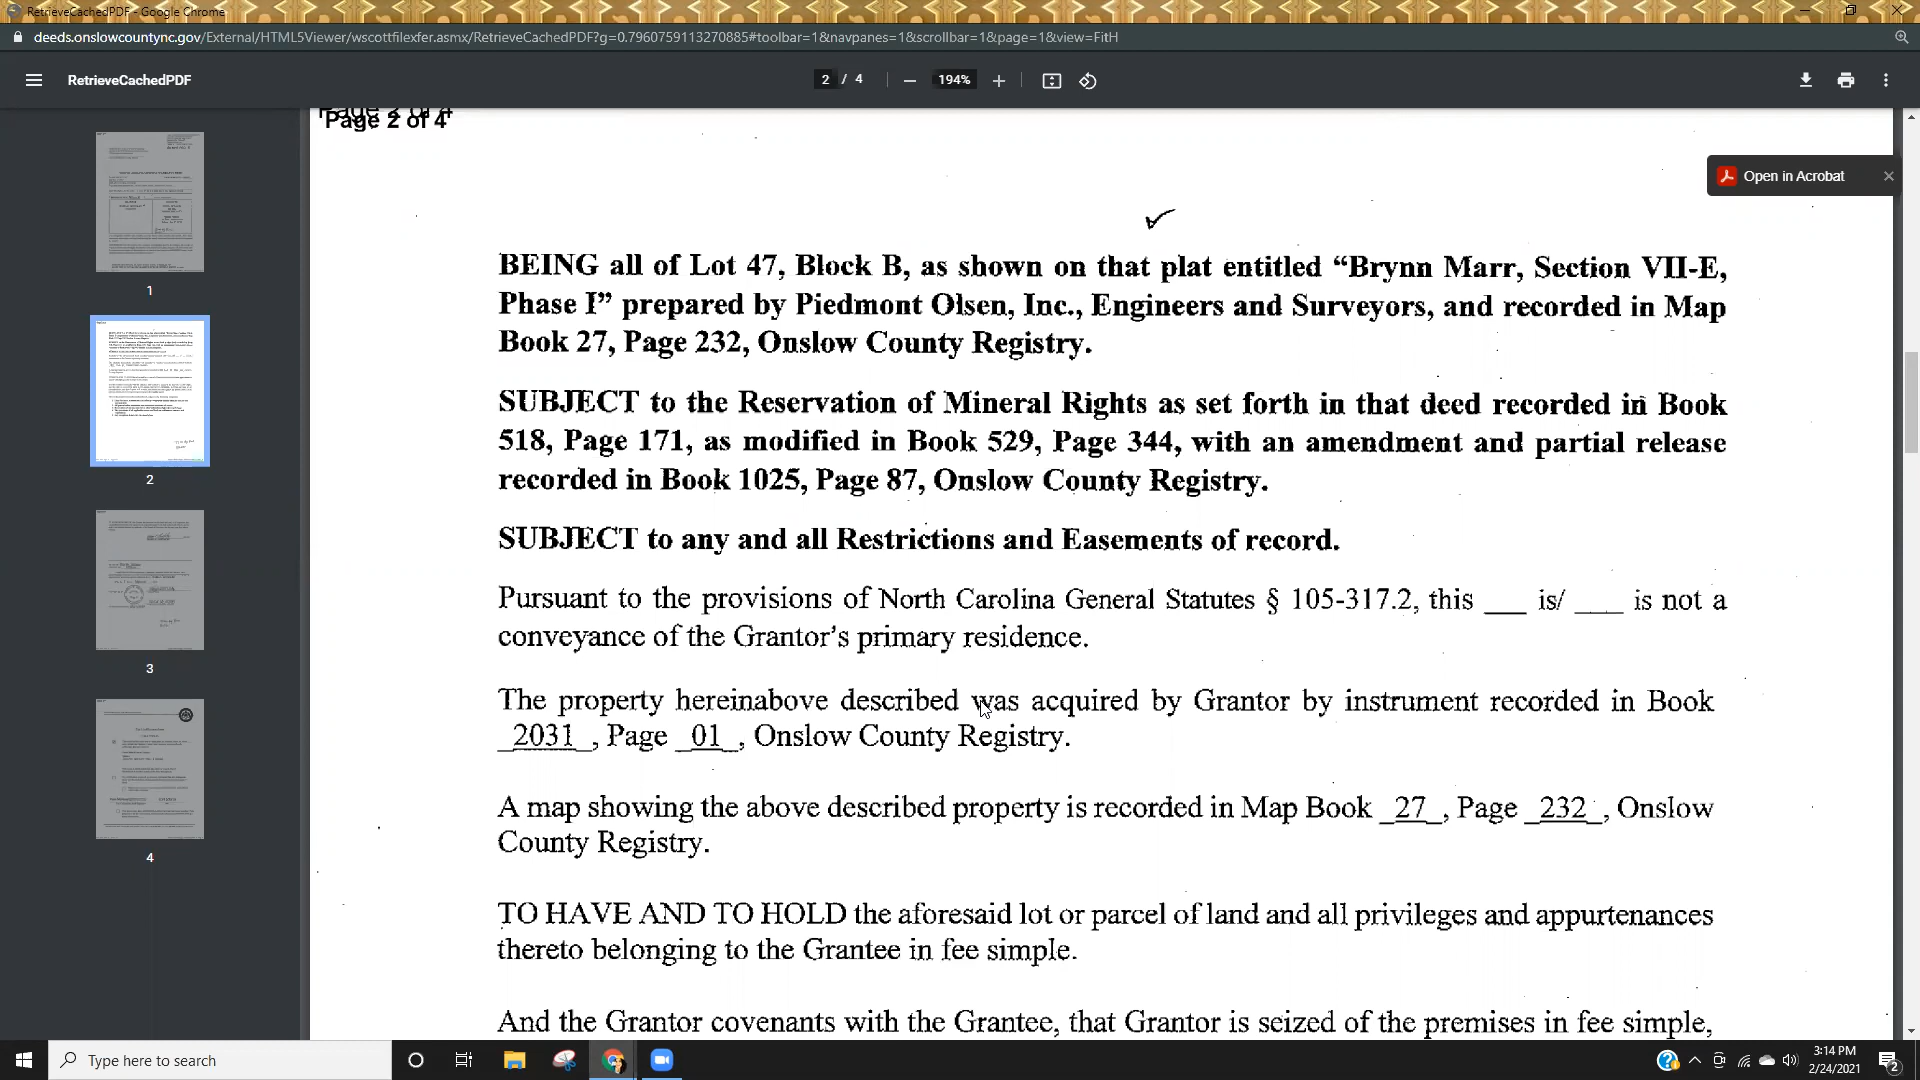 RetrieveCachedPDF - Google Chrome
deeds.onslowcountync.gov/External/HTML5Viewer/wscottfilexfer.asmx/RetrieveCachedPDF?g=0.7960759113270885#toolbar=1&navpanes=1&scrollbar=1&page=1&view=FitH
RetrieveCachedPDF
2 / 4
194%
Page 2 of 4
Page 2 of 4
Open in Acrobat
BEING all of Lot 47, Block B, as shown on that plat entitled “Brynn Marr, Section VII-E,
Phase I” prepared by Piedmont Olsen, Inc., Engineers and Surveyors, and recorded in Map
Book 27, Page 232, Onslow County Registry.
SUBJECT to the Reservation of Mineral Rights as set forth in that deed recorded in Book
518, Page 171, as modified in Book 529, Page 344, with an amendment and partial release
recorded in Book 1025, Page 87, Onslow County Registry.
SUBJECT to any and all Restrictions and Easements of record.
Pursuant to the provisions of North Carolina General Statutes § 105-317.2, this ___ is/ ___ is not a
conveyance of the Grantor’s primary residence.
The property hereinabove described was acquired by Grantor by instrument recorded in Book
_2031_, Page _01_, Onslow County Registry.
A map showing the above described property is recorded in Map Book _27_, Page _232_, Onslow
County Registry.
TO HAVE AND TO HOLD the aforesaid lot or parcel of land and all privileges and appurtenances
thereto belonging to the Grantee in fee simple.
And the Grantor covenants with the Grantee, that Grantor is seized of the premises in fee simple,
1
2
3
4
Type here to search
3:14 PM
2/24/2021
2